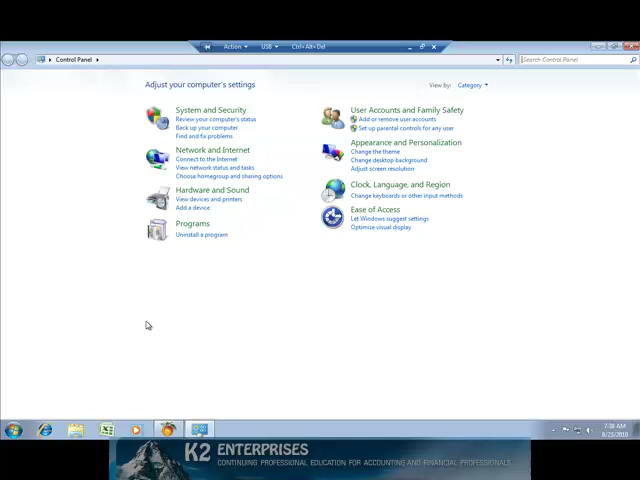 Action USB Ctrl+Alt+Del
Control Panel Search Control Panel
Adjust your computer's settings
View by: Category
System and Security
Review your computer's status
Back up your computer
Find and fix problems
Network and Internet
Connect to the Internet
View network status and tasks
Choose homegroup and sharing options
Hardware and Sound
View devices and printers
Add a device
Programs
Uninstall a program
User Accounts and Family Safety
Add or remove user accounts
Set up parental controls for any user
Appearance and Personalization
Change the theme
Change desktop background
Adjust screen resolution
Clock, Language, and Region
Change keyboards or other input methods
Ease of Access
Let Windows suggest settings
Optimize visual display
7:38 AM
8/23/2010
K2 ENTERPRISES
CONTINUING PROFESSIONAL EDUCATION FOR ACCOUNTING AND FINANCIAL PROFESSIONALS